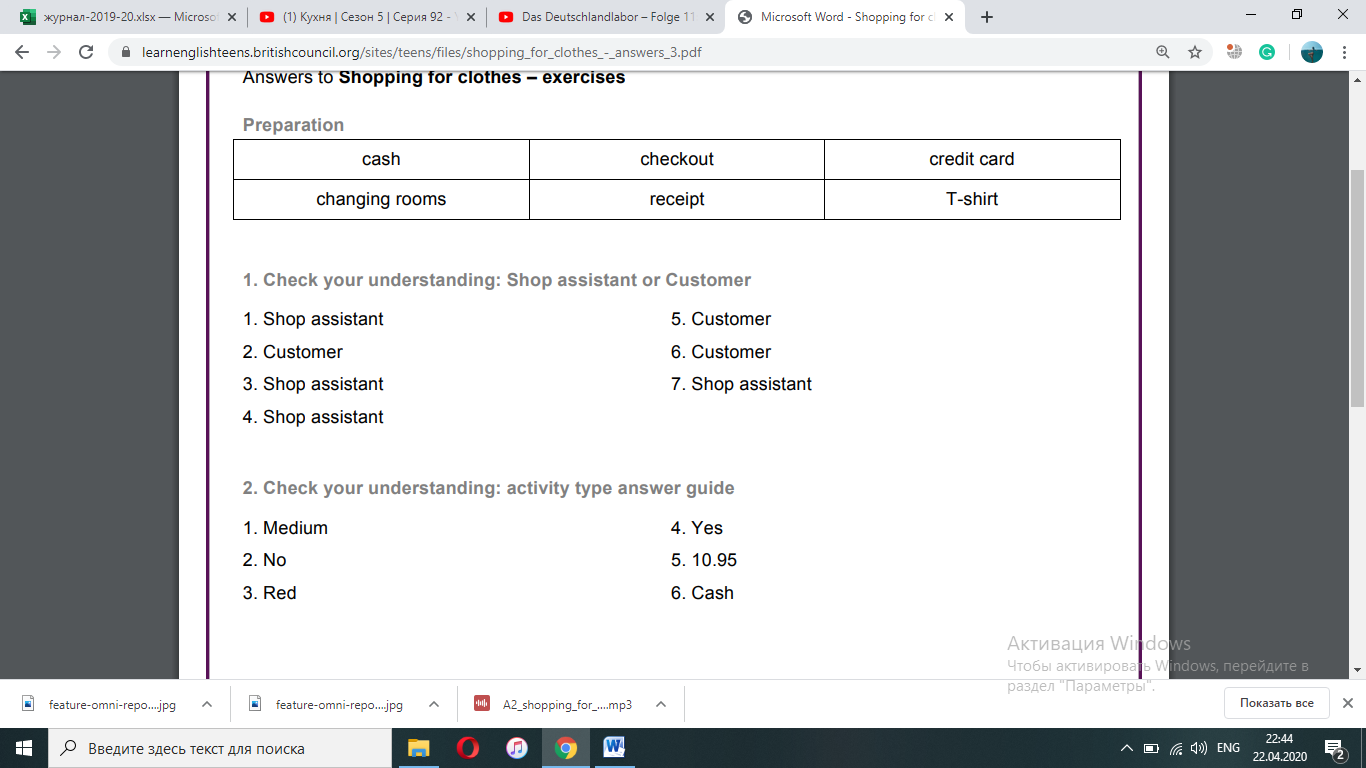 журнал-2019-20.xlsx — Microsof
(1) Кухня | Сезон 5 | Серия 92 - Y
Das Deutschlandlabor – Folge 11
Microsoft Word - Shopping for c
learnenglishteens.britishcouncil.org/sites/teens/files/shopping_for_clothes_-_answers_3.pdf
Answers to Shopping for clothes – exercises
Preparation
cash checkout credit card
changing rooms receipt T-shirt
1. Check your understanding: Shop assistant or Customer
1. Shop assistant
2. Customer
3. Shop assistant
4. Shop assistant
5. Customer
6. Customer
7. Shop assistant
2. Check your understanding: activity type answer guide
1. Medium
2. No
3. Red
4. Yes
5. 10.95
6. Cash
Активация Windows
Чтобы активировать Windows, перейдите в
раздел "Параметры".
feature-omni-repo....jpg
feature-omni-repo....jpg
A2_shopping_for_....mp3
Показать все
Введите здесь текст для поиска
ENG
22:44
22.04.2020
2